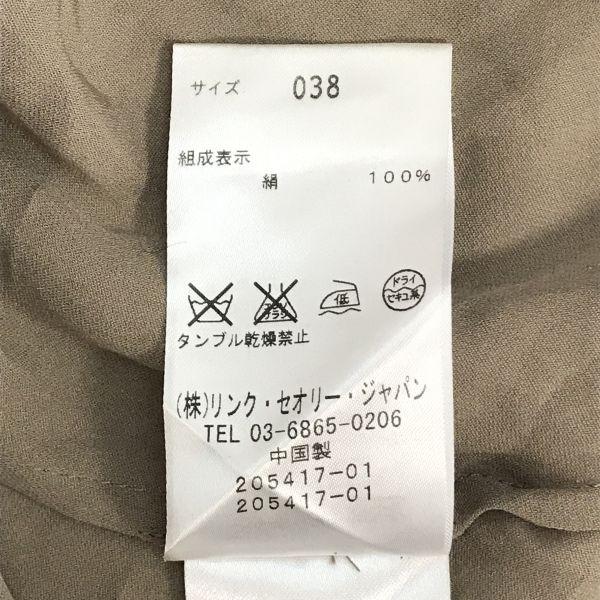 サイズ 038
組成表示
絹 100%
低
ドライ
セキユ系
タンブル乾燥禁止
(株)リンク・セオリー・ジャパン
TEL 03-6865-0206
中国製
205417-01
205417-01